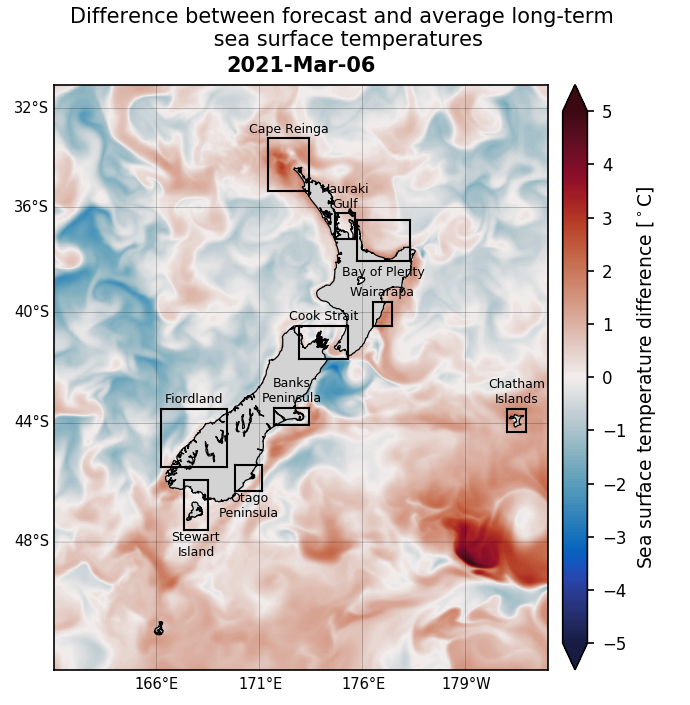 Difference between forecast and average long-term
sea surface temperatures
2021-Mar-06
32°S
36°S
40°S
44°S
48°S
166°E
171°E
176°E
179°W
Cape Reinga
Hauraki
Gulf
Bay of Plenty
Wairarapa
Cook Strait
Banks
Peninsula
Fiordland
Chatham
Islands
Otago
Peninsula
Stewart
Island
5
4
3
2
1
0
−1
−2
−3
−4
−5
Sea surface temperature difference [°C]